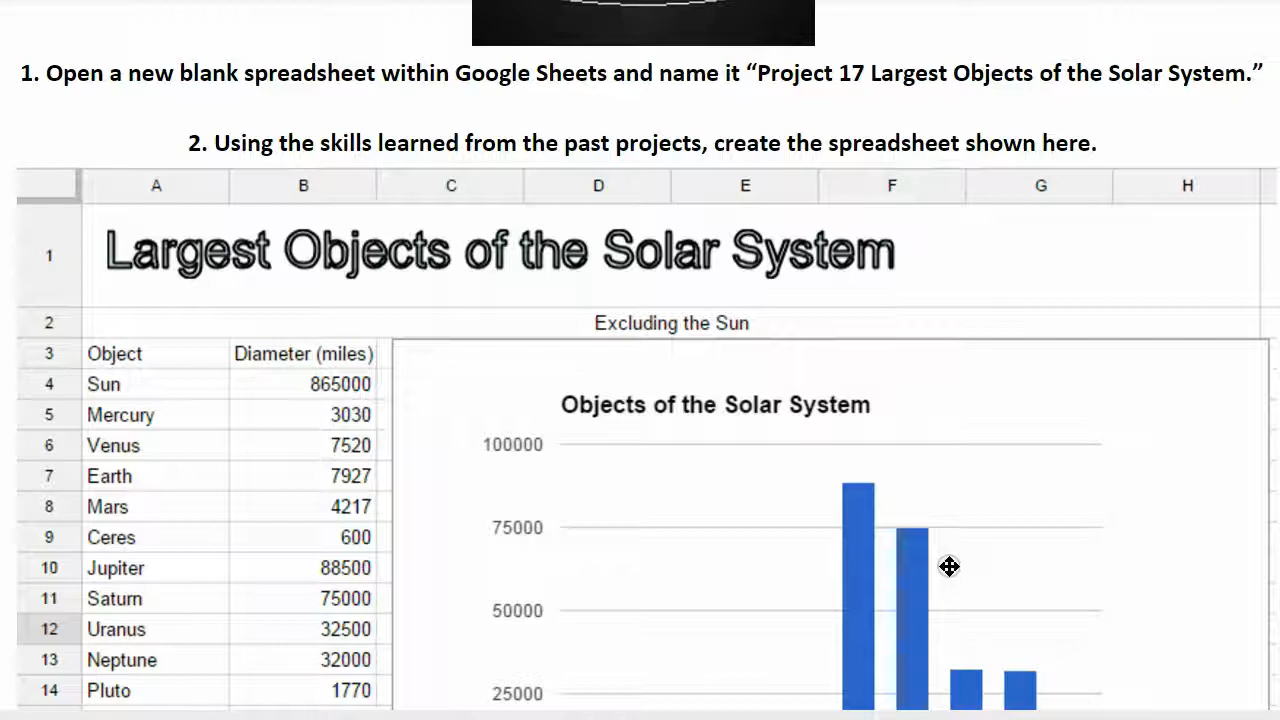 1. Open a new blank spreadsheet within Google Sheets and name it “Project 17 Largest Objects of the Solar System.”
2. Using the skills learned from the past projects, create the spreadsheet shown here.
A B C D E F G H
1 Largest Objects of the Solar System
2 Excluding the Sun
3 Object Diameter (miles)
4 Sun 865000
5 Mercury 3030
6 Venus 7520
7 Earth 7927
8 Mars 4217
9 Ceres 600
10 Jupiter 88500
11 Saturn 75000
12 Uranus 32500
13 Neptune 32000
14 Pluto 1770
Objects of the Solar System
100000
75000
50000
25000